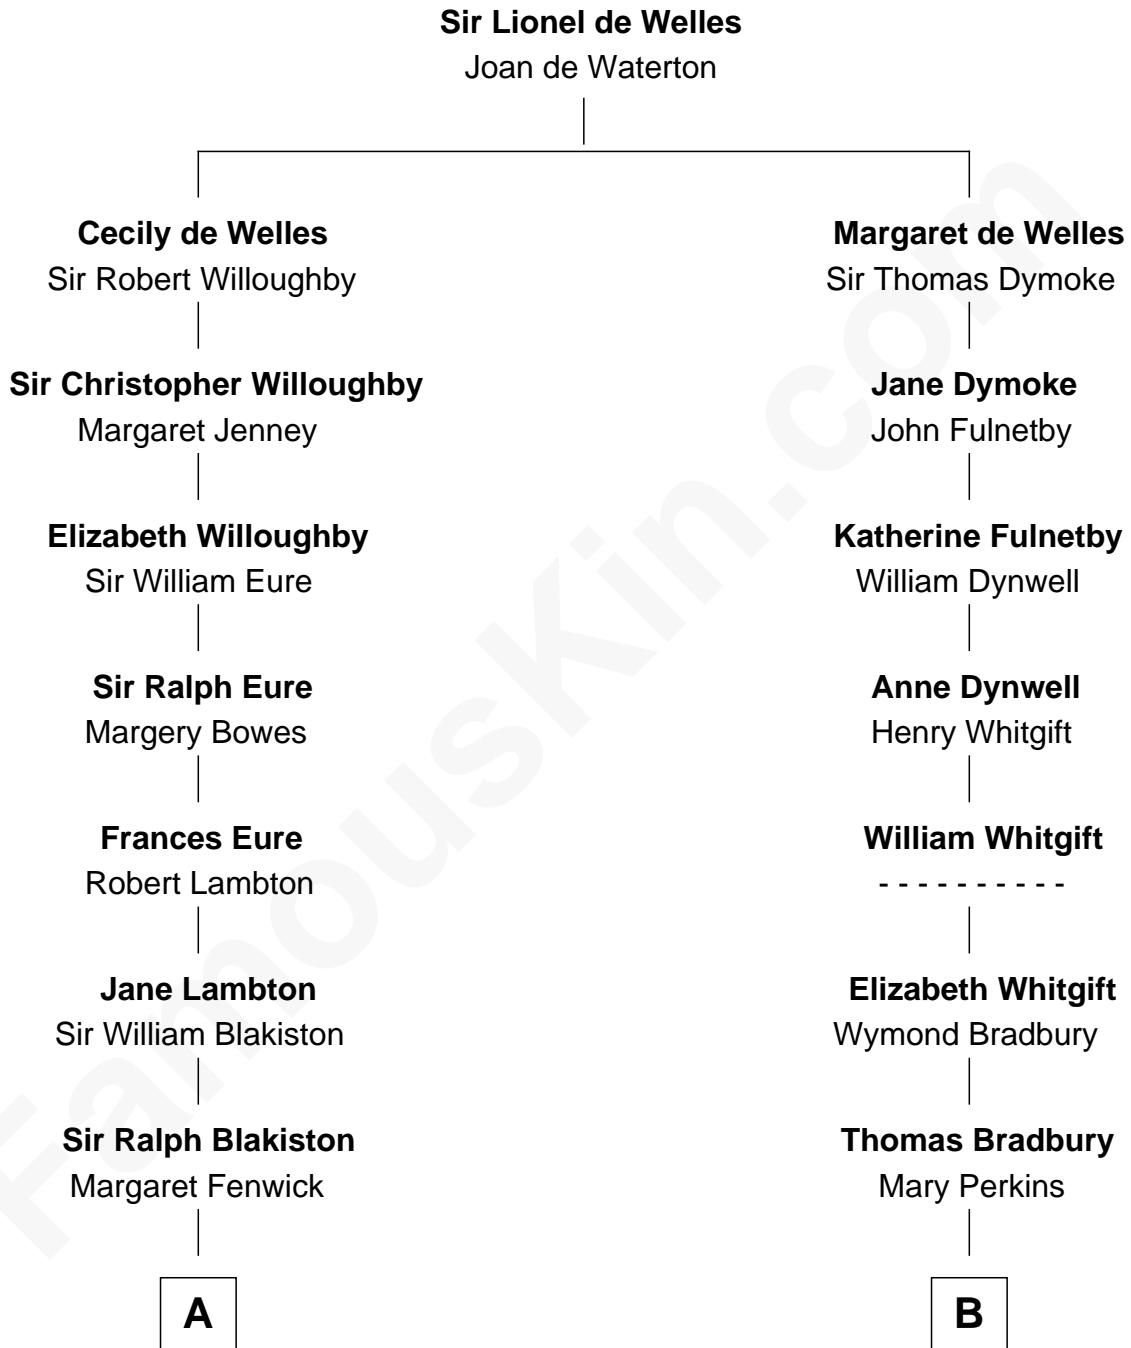 Sir Lionel de Welles
Joan de Waterton
Cecily de Welles
Sir Robert Willoughby
Margaret de Welles
Sir Thomas Dymoke
Sir Christopher Willoughby
Margaret Jenney
Jane Dymoke
John Fulnetby
Elizabeth Willoughby
Sir William Eure
Katherine Fulnetby
William Dynwell
Sir Ralph Eure
Margery Bowes
Anne Dynwell
Henry Whitgift
Frances Eure
Robert Lambton
William Whitgift
- - - - - - - - - -
Jane Lambton
Sir William Blakiston
Elizabeth Whitgift
Wymond Bradbury
Sir Ralph Blakiston
Margaret Fenwick
Thomas Bradbury
Mary Perkins
A
B
FamousKin.com